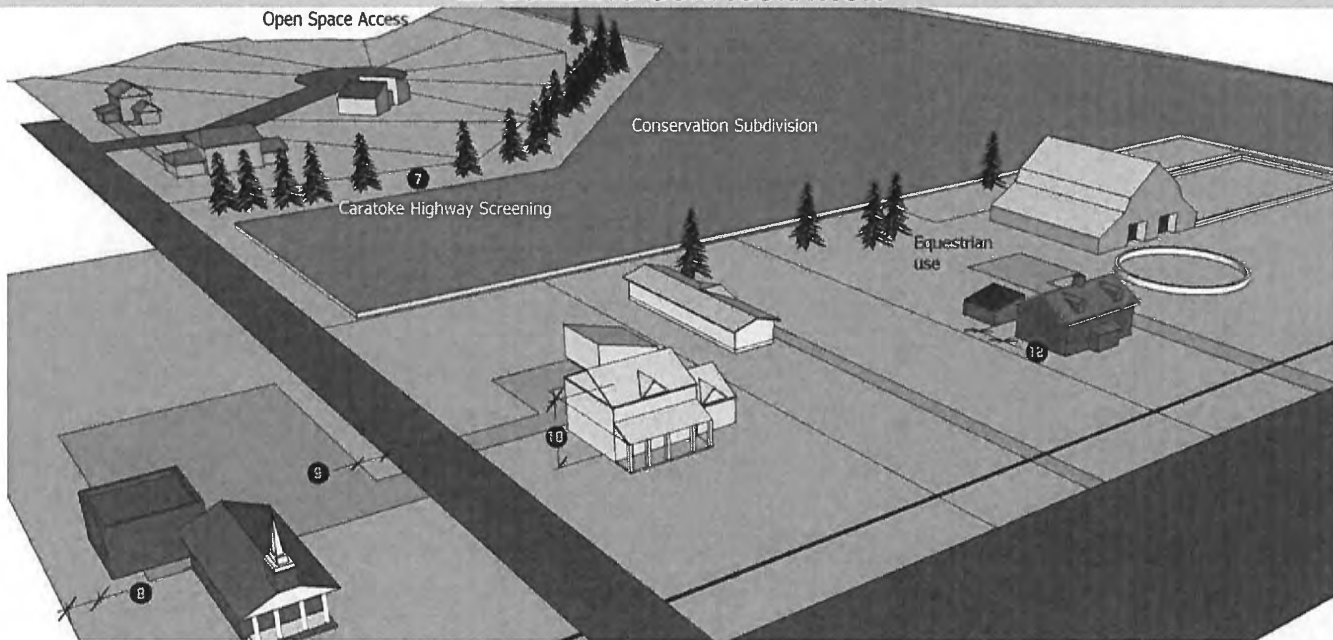 Open Space Access
Conservation Subdivision
7
Caratoke Highway Screening
Equestrian
use
12
10
9
8